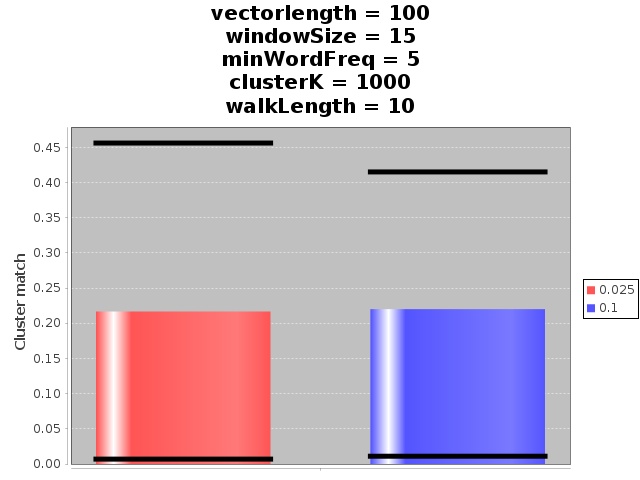 vectorlength = 100
windowSize = 15
minWordFreq = 5
clusterK = 1000
walkLength = 10
0.45
0.40
0.35
0.30
0.25
0.20
0.15
0.10
0.05
0.00
Cluster match
0.025
0.1